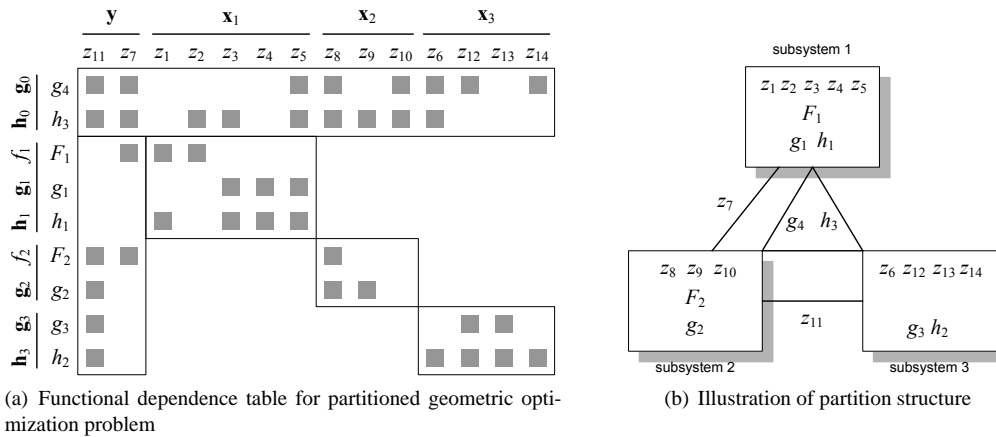 y x₁ x₂ x₃
z₁₁ z₇ z₁ z₂ z₃ z₄ z₅ z₈ z₉ z₁₀ z₆ z₁₂ z₁₃ z₁₄
g₀ g₄
h₀ h₃
f₁ F₁
g₁ g₁
h₁ h₁
f₂ F₂
g₂ g₂
g₃ g₃
h₃ h₂
(a) Functional dependence table for partitioned geometric opti-
mization problem
subsystem 1
z₁ z₂ z₃ z₄ z₅
F₁
g₁ h₁
z₇
g₄ h₃
z₈ z₉ z₁₀
F₂
g₂
z₁₁
z₆ z₁₂ z₁₃ z₁₄
g₃ h₂
subsystem 2
subsystem 3
(b) Illustration of partition structure